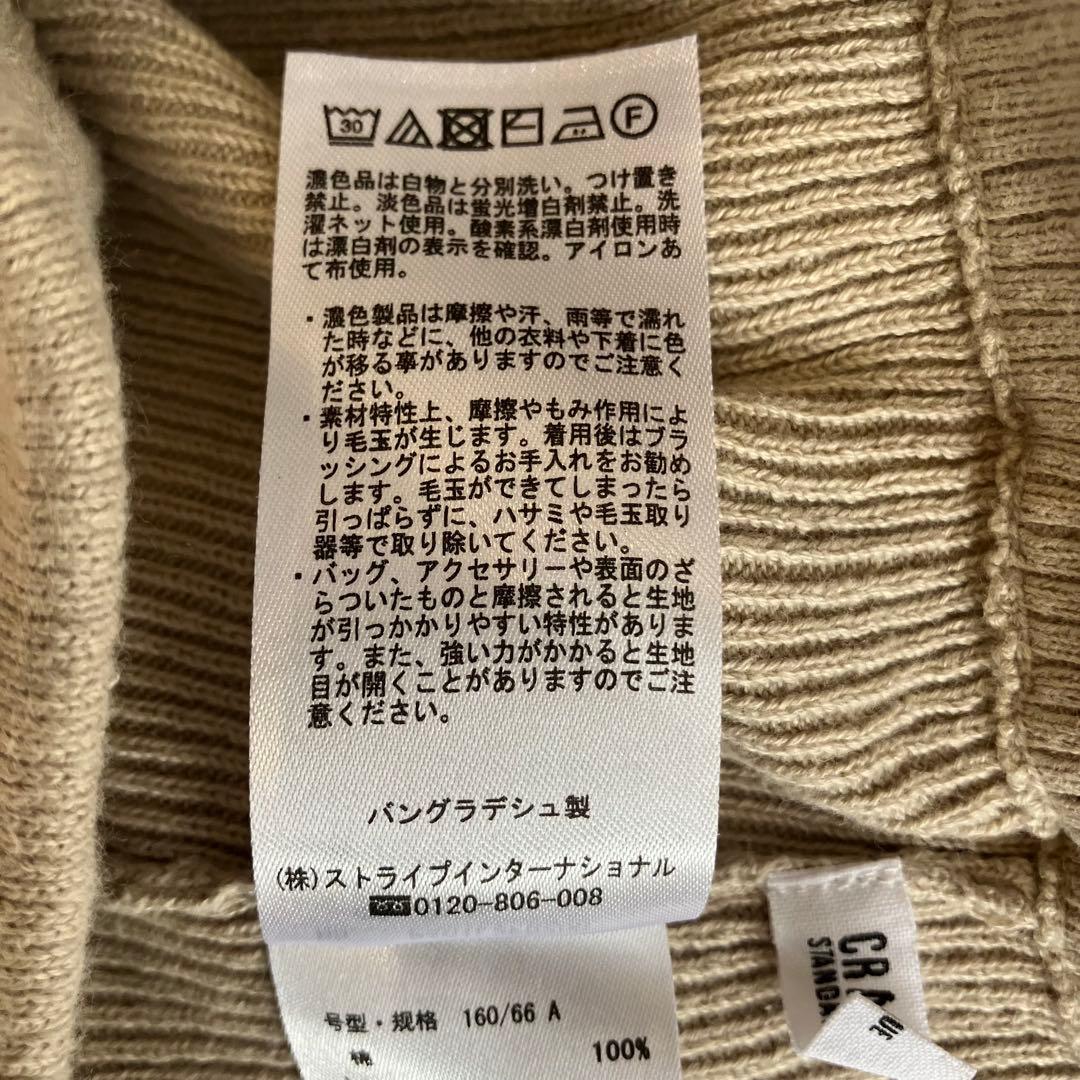 30
F
濃色品は白物と分別洗い。つけ置き
禁止。淡色品は蛍光増白剤禁止。洗
濯ネット使用。酸素系漂白剤使用時
は漂白剤の表示を確認。アイロンあ
て布使用。
・濃色製品は摩擦や汗、雨等で濡れ
た時などに、他の衣料や下着に色
が移る事がありますのでご注意く
ださい。
・素材特性上、摩擦やもみ作用によ
り毛玉が生じます。着用後はブラ
ッシングによるお手入れをお勧め
します。毛玉ができてしまったら
引っぱらずに、ハサミや毛玉取り
器等で取り除いてください。
・バッグ、アクセサリーや表面のざ
らついたものと摩擦されると生地
が引っかかりやすい特性がありま
す。また、強い力がかかると生地
目が開くことがありますのでご注
意ください。
バングラデシュ製
(株)ストライプインターナショナル
0120-806-008
号型・规格 160/66 A
棉 100%
CRA
STANDA
UE